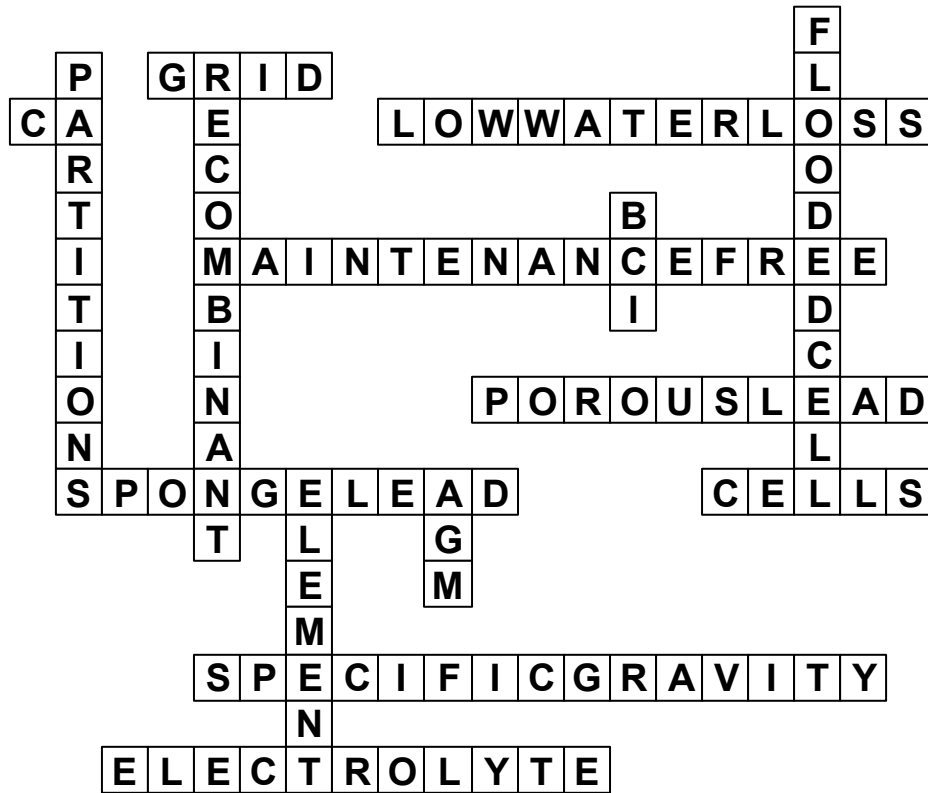 FLOODEDCELL
PARTITIONS
GRID
RECOMBINANT
CA
LOWWATERLOSS
BCI
MAINTENANCEFREE
POROUSLEAD
SPONGELEAD
CELLS
ELEMENT
AGM
SPECIFICGRAVITY
ELECTROLYTE